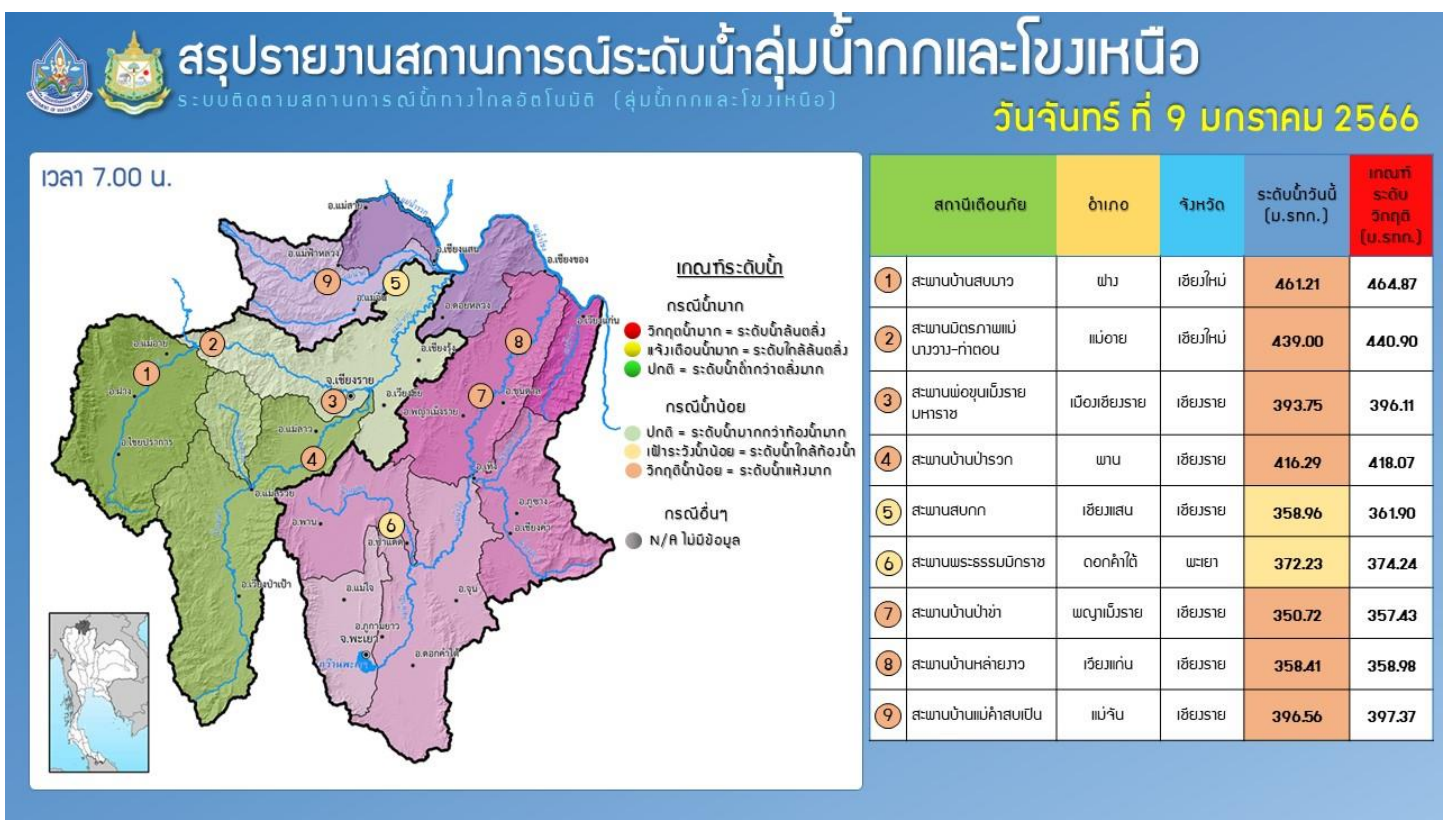 สรุปรายงานสถานการณ์ระดับน้ำลุ่มน้ำกกและโขงเหนือ
ระบบติดตามสถานการณ์น้ำทางไกลอัตโนมัติ (ลุ่มน้ำกกและโขงเหนือ)
วันจันทร์ ที่ 9 มกราคม 2566
เวลา 7.00 น.
อ.แม่สาย
อ.แม่ฟ้าหลวง
อ.เชียงแสน
อ.เชียงของ
อ.ดอยหลวง
อ.แม่อาย
อ.เชียงรุ้ง
จ.เชียงราย
อ.ฝาง
อ.พญาเม็งราย
อ.ขุนตาล
อ.แม่ลาว
อ.ไชยปราการ
อ.แม่สรวย
อ.เทิง
อ.พาน
อ.ป่าแดด
อ.ภูซาง
อ.เชียงคำ
อ.เวียงป่าเป้า
อ.แม่ใจ
อ.จุน
อ.ภูกามยาว
จ.พะเยา
อ.ดอกคำใต้
1
2
3
4
5
6
7
8
9
เกณฑ์ระดับน้ำ
กรณีน้ำมาก
วิกฤตน้ำมาก = ระดับน้ำล้นตลิ่ง
แจ้งเตือนน้ำมาก = ระดับใกล้ล้นตลิ่ง
ปกติ = ระดับน้ำต่ำกว่าตลิ่งมาก
กรณีน้ำน้อย
ปกติ = ระดับน้ำมากกว่าท้องน้ำมาก
เฝ้าระวังน้ำน้อย = ระดับน้ำใกล้ท้องน้ำ
วิกฤติน้ำน้อย = ระดับน้ำแห้งมาก
กรณีอื่นๆ
N/A ไม่มีข้อมูล
สถานีเตือนภัย อำเภอ จังหวัด ระดับน้ำวันนี้ (ม.รทก.) เกณฑ์ระดับวิกฤติ (ม.รทก.)
1 สะพานบ้านสบมาว ฝาง เชียงใหม่ 461.21 464.87
2 สะพานมิตรภาพแม่นางวาง-ท่าตอน แม่อาย เชียงใหม่ 439.00 440.90
3 สะพานพ่อขุนเม็งรายมหาราช เมืองเชียงราย เชียงราย 393.75 396.11
4 สะพานบ้านป่ารวก พาน เชียงราย 416.29 418.07
5 สะพานสบกก เชียงแสน เชียงราย 358.96 361.90
6 สะพานพระธรรมมิกราช ดอกคำใต้ พะเยา 372.23 374.24
7 สะพานบ้านป่าข่า พญาเม็งราย เชียงราย 350.72 357.43
8 สะพานบ้านหล่ายงาว เวียงแก่น เชียงราย 358.41 358.98
9 สะพานบ้านแม่คำสบเปิน แม่จัน เชียงราย 396.56 397.37